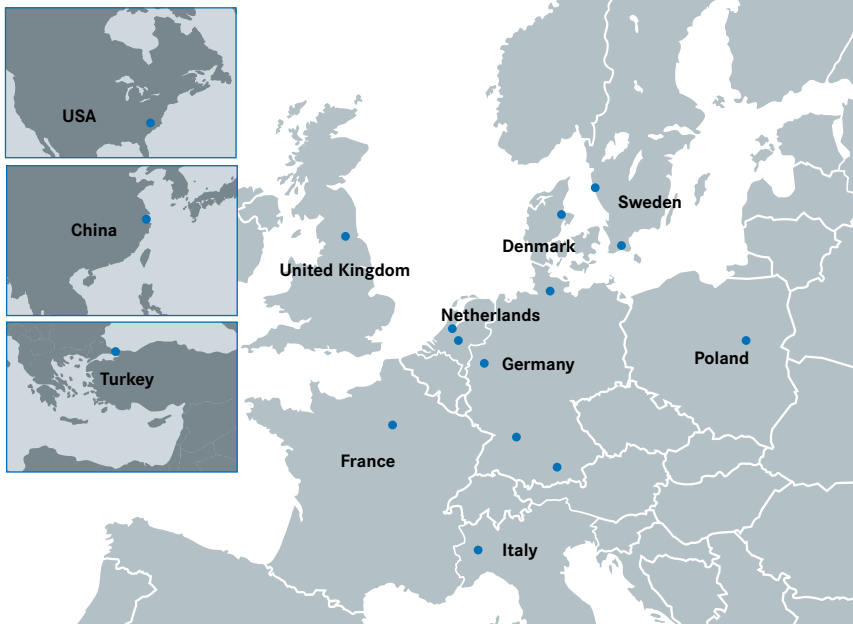 USA
China
Turkey
United Kingdom
Sweden
Denmark
Netherlands
Germany
Poland
France
Italy